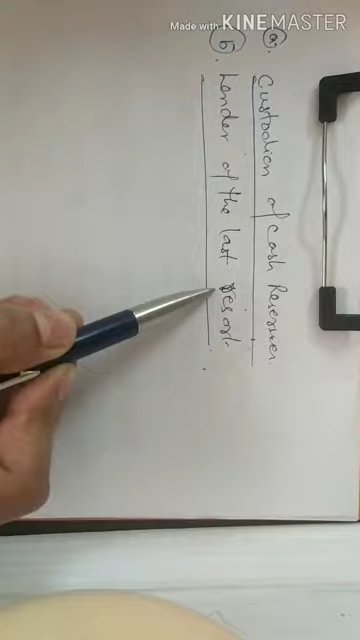 Made with KINEMASTER
(a). Custodian of Cash Reserves.
(b). Lender of the last resort.